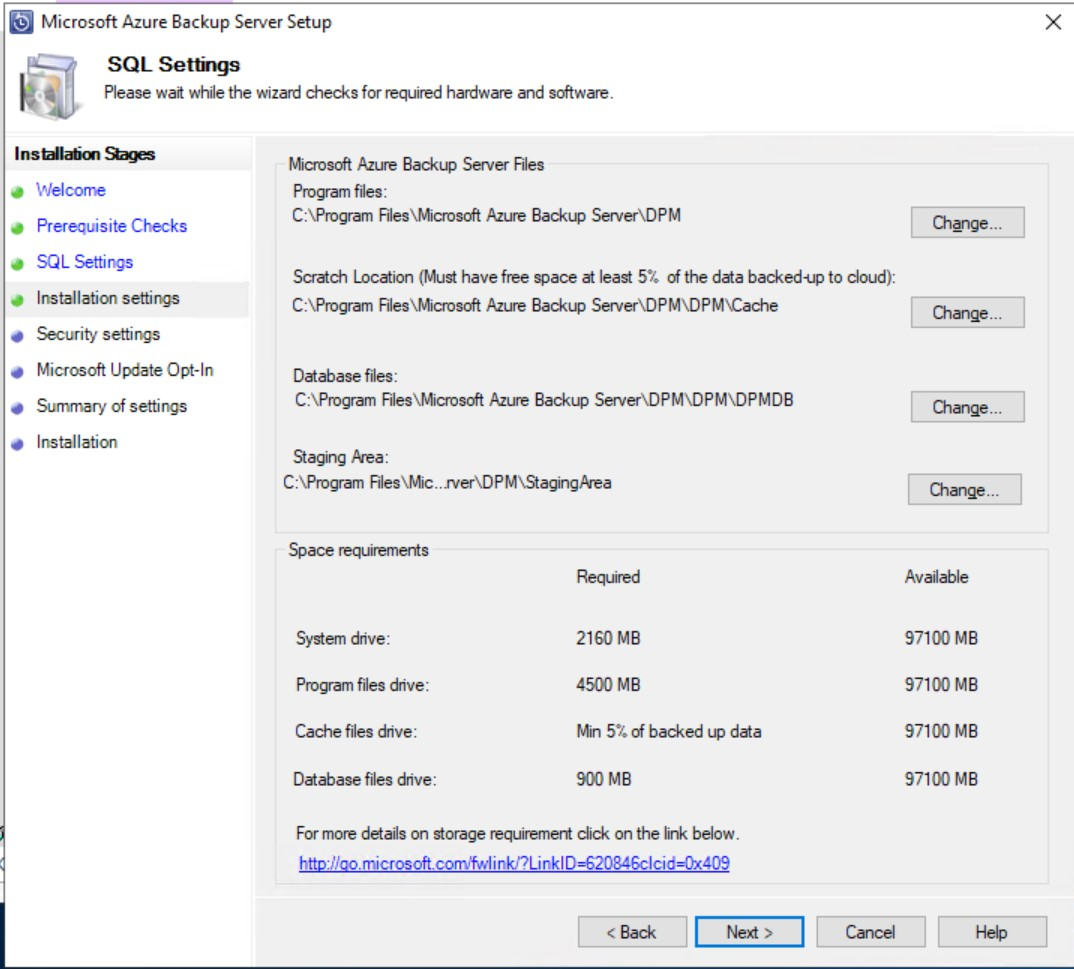 Microsoft Azure Backup Server Setup
SQL Settings
Please wait while the wizard checks for required hardware and software.
Installation Stages
Welcome
Prerequisite Checks
SQL Settings
Installation settings
Security settings
Microsoft Update Opt-In
Summary of settings
Installation
Microsoft Azure Backup Server Files
Program files:
C:\Program Files\Microsoft Azure Backup Server\DPM
Change...
Scratch Location (Must have free space at least 5% of the data backed-up to cloud):
C:\Program Files\Microsoft Azure Backup Server\DPM\DPM\Cache
Change...
Database files:
C:\Program Files\Microsoft Azure Backup Server\DPM\DPM\DPMDB
Change...
Staging Area:
C:\Program Files\Mic...rver\DPM\StagingArea
Change...
Space requirements
Required Available
System drive: 2160 MB 97100 MB
Program files drive: 4500 MB 97100 MB
Cache files drive: Min 5% of backed up data 97100 MB
Database files drive: 900 MB 97100 MB
For more details on storage requirement click on the link below.
http://go.microsoft.com/fwlink/?LinkID=620846clcid=0x409
< Back Next > Cancel Help